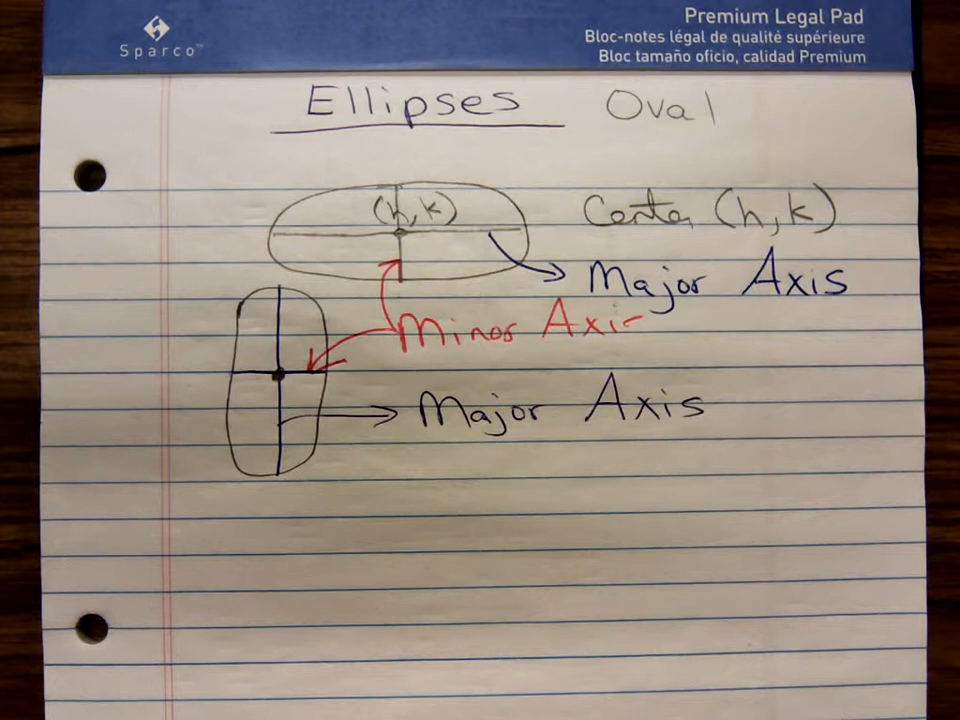 Sparco™
Premium Legal Pad
Bloc-notes légal de qualité supérieure
Bloc tamaño oficio, calidad Premium
Ellipses Oval
(h, k) Center (h, k)
Major Axis
Minor Axis
Major Axis